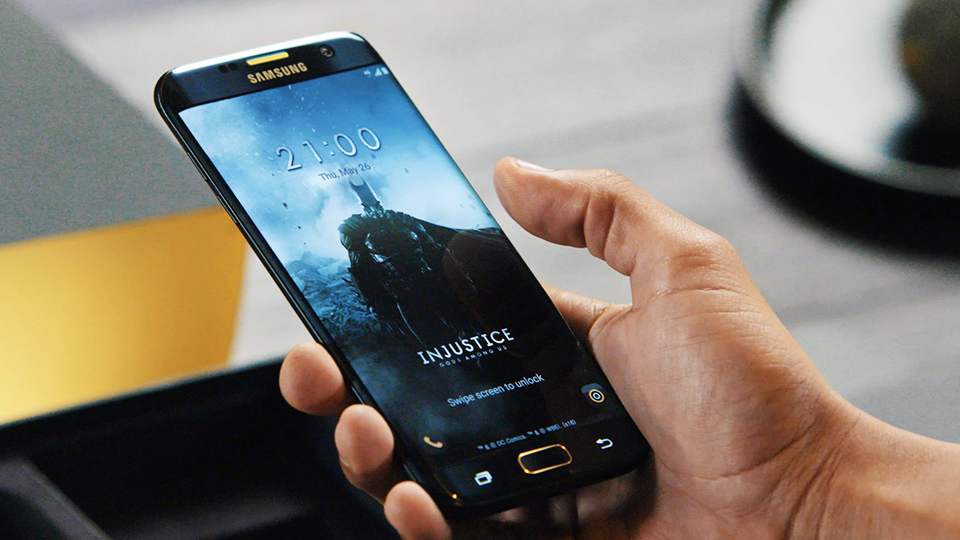 SAMSUNG
21:00
Thu, May 26
INJUSTICE
GODS AMONG US
Swipe screen to unlock
™ & © DC Comics. ™ & © WBEI. (s16)